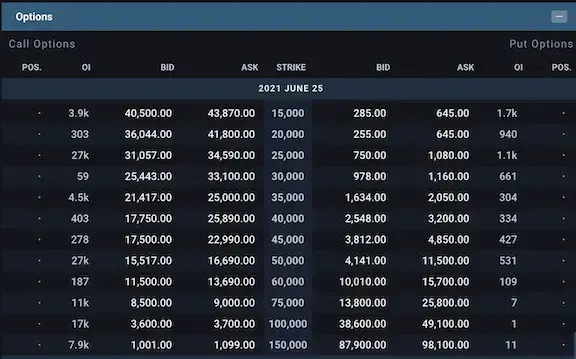 Options
Call Options Put Options
POS. OI BID ASK STRIKE BID ASK OI POS.
2021 JUNE 25
- 3.9k 40,500.00 43,870.00 15,000 285.00 645.00 1.7k -
- 303 36,044.00 41,800.00 20,000 255.00 645.00 940 -
- 27k 31,057.00 34,590.00 25,000 750.00 1,080.00 1.1k -
- 59 25,443.00 33,100.00 30,000 978.00 1,160.00 661 -
- 4.5k 21,417.00 25,000.00 35,000 1,634.00 2,050.00 304 -
- 403 17,750.00 25,890.00 40,000 2,548.00 3,200.00 334 -
- 278 17,500.00 22,990.00 45,000 3,812.00 4,850.00 427 -
- 27k 15,517.00 16,690.00 50,000 4,141.00 11,500.00 531 -
- 187 11,500.00 13,690.00 60,000 10,010.00 15,700.00 109 -
- 11k 8,500.00 9,000.00 75,000 13,800.00 25,800.00 7 -
- 17k 3,600.00 3,700.00 100,000 38,600.00 49,100.00 1 -
- 7.9k 1,001.00 1,099.00 150,000 87,900.00 98,100.00 11 -